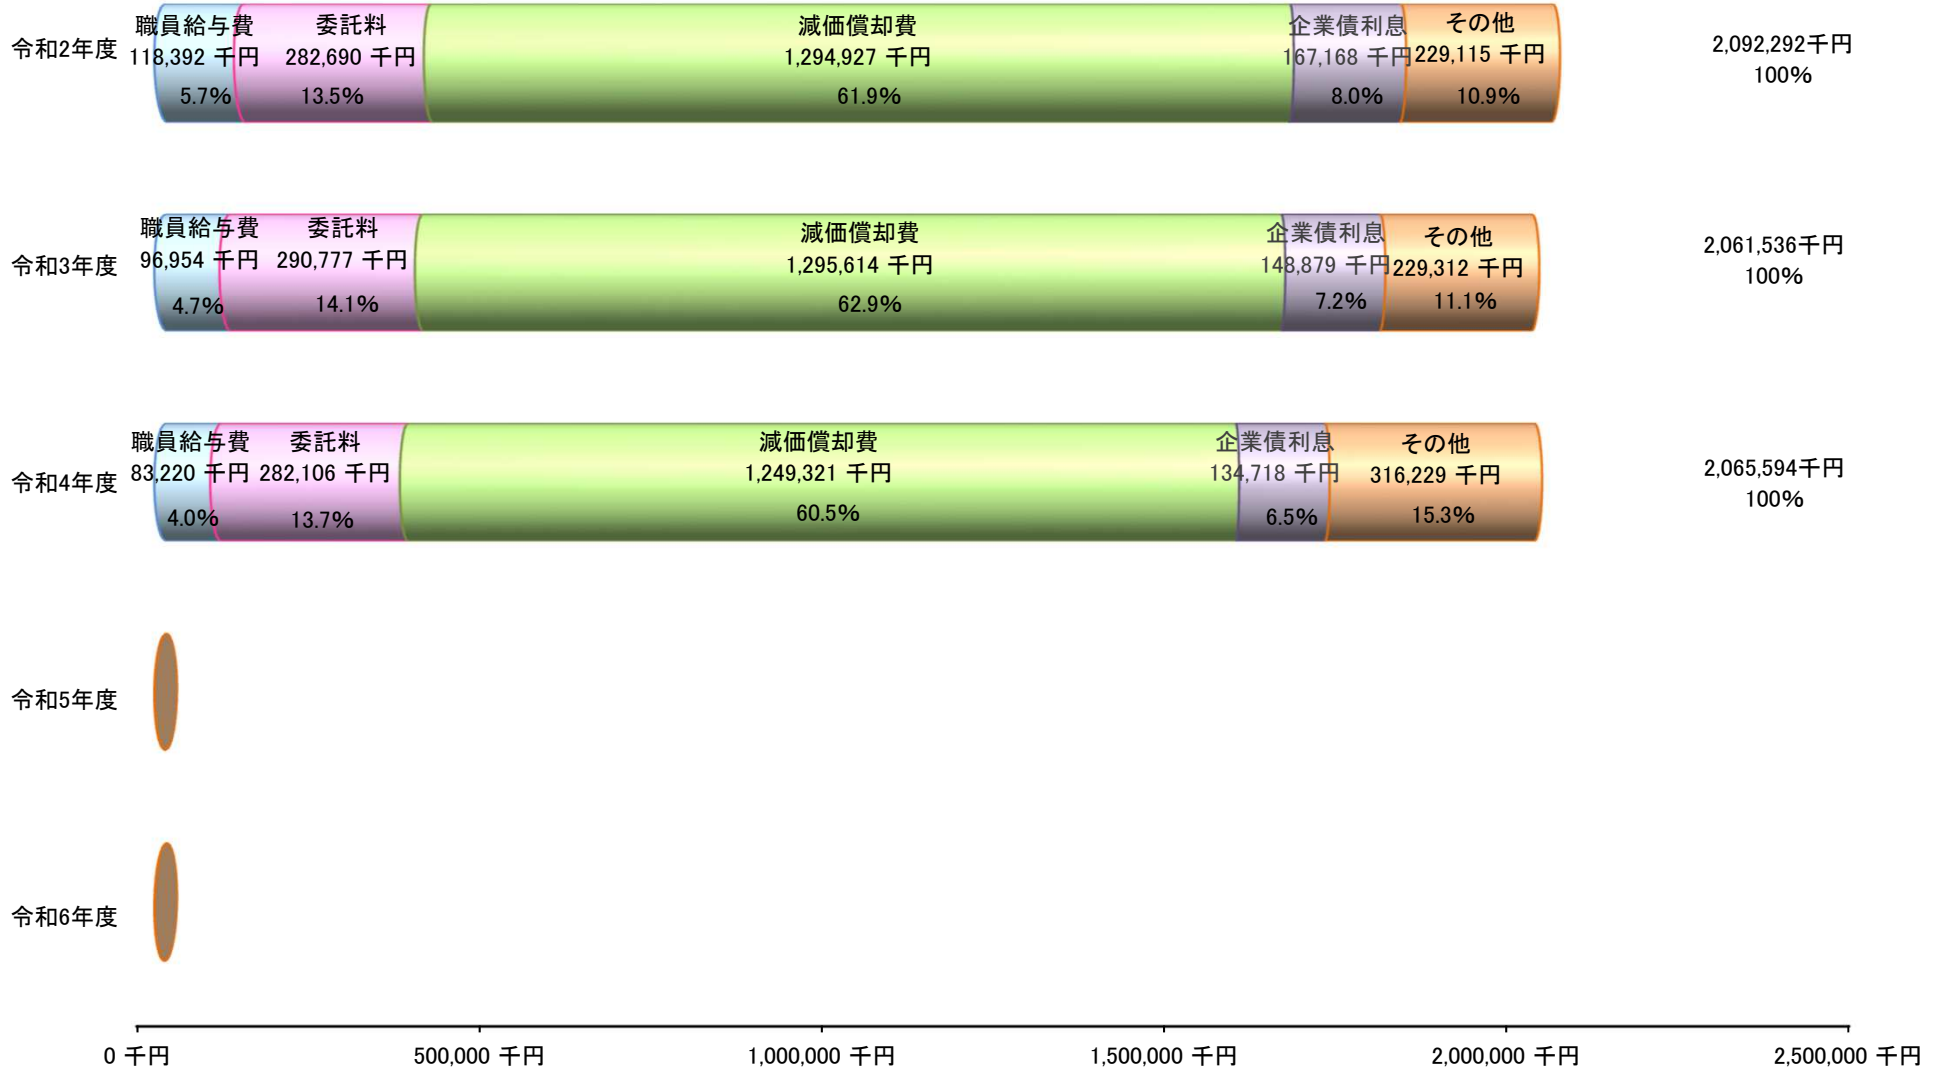 職員給与費 委託料 減価償却費 企業債利息 その他
令和2年度 118,392 千円 282,690 千円 1,294,927 千円 167,168 千円 229,115 千円 2,092,292千円
5.7% 13.5% 61.9% 8.0% 10.9% 100%
職員給与費 委託料 減価償却費 企業債利息 その他
令和3年度 96,954 千円 290,777 千円 1,295,614 千円 148,879 千円 229,312 千円 2,061,536千円
4.7% 14.1% 62.9% 7.2% 11.1% 100%
職員給与費 委託料 減価償却費 企業債利息 その他
令和4年度 83,220 千円 282,106 千円 1,249,321 千円 134,718 千円 316,229 千円 2,065,594千円
4.0% 13.7% 60.5% 6.5% 15.3% 100%
令和5年度
令和6年度
0 千円 500,000 千円 1,000,000 千円 1,500,000 千円 2,000,000 千円 2,500,000 千円